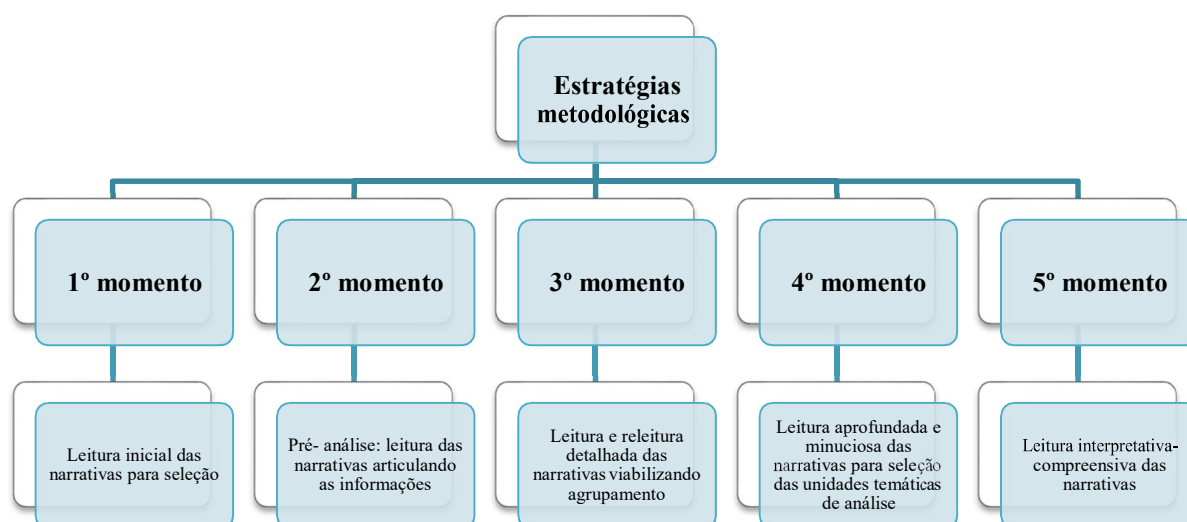 Estratégias
metodológicas
1º momento
2º momento
3º momento
4º momento
5º momento
Leitura inicial das
narrativas para seleção
Pré- análise: leitura das
narrativas articulando
as informações
Leitura e releitura
detalhada das
narrativas viabilizando
agrupamento
Leitura aprofundada e
minuciosa das
narrativas para seleção
das unidades temáticas
de análise
Leitura interpretativa-
compreensiva das
narrativas